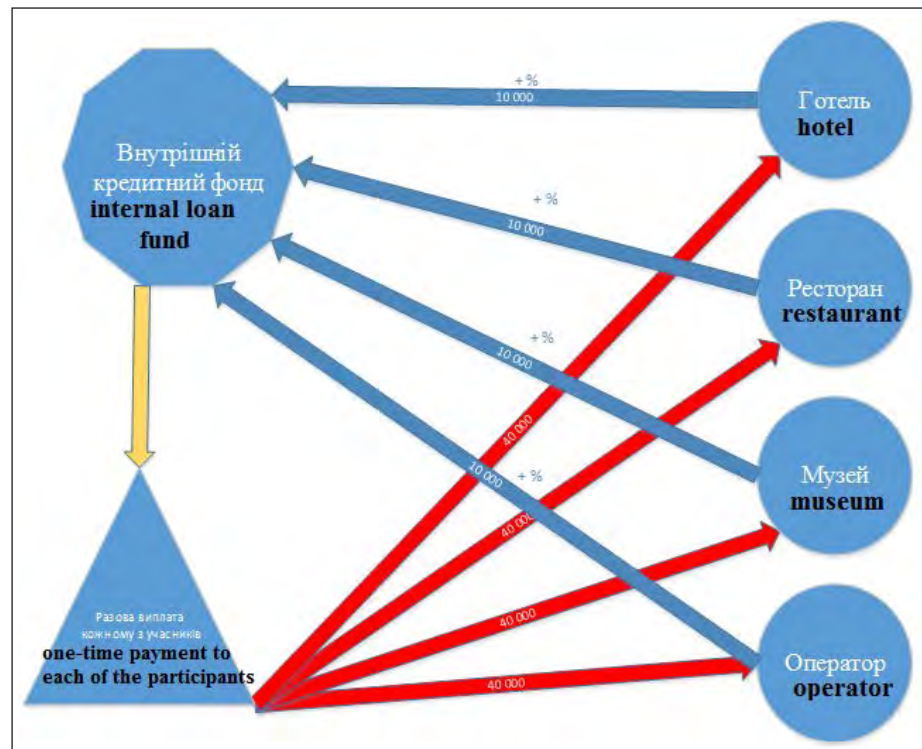 Внутрішній
кредитний фонд
internal loan
fund
+ %
10 000
Готель
hotel
+ %
10 000
Ресторан
restaurant
+ %
10 000
40 000
Музей
museum
+ %
10 000
40 000
Разова виплата
кожному з учасників
one-time payment to
each of the participants
40 000
40 000
Оператор
operator